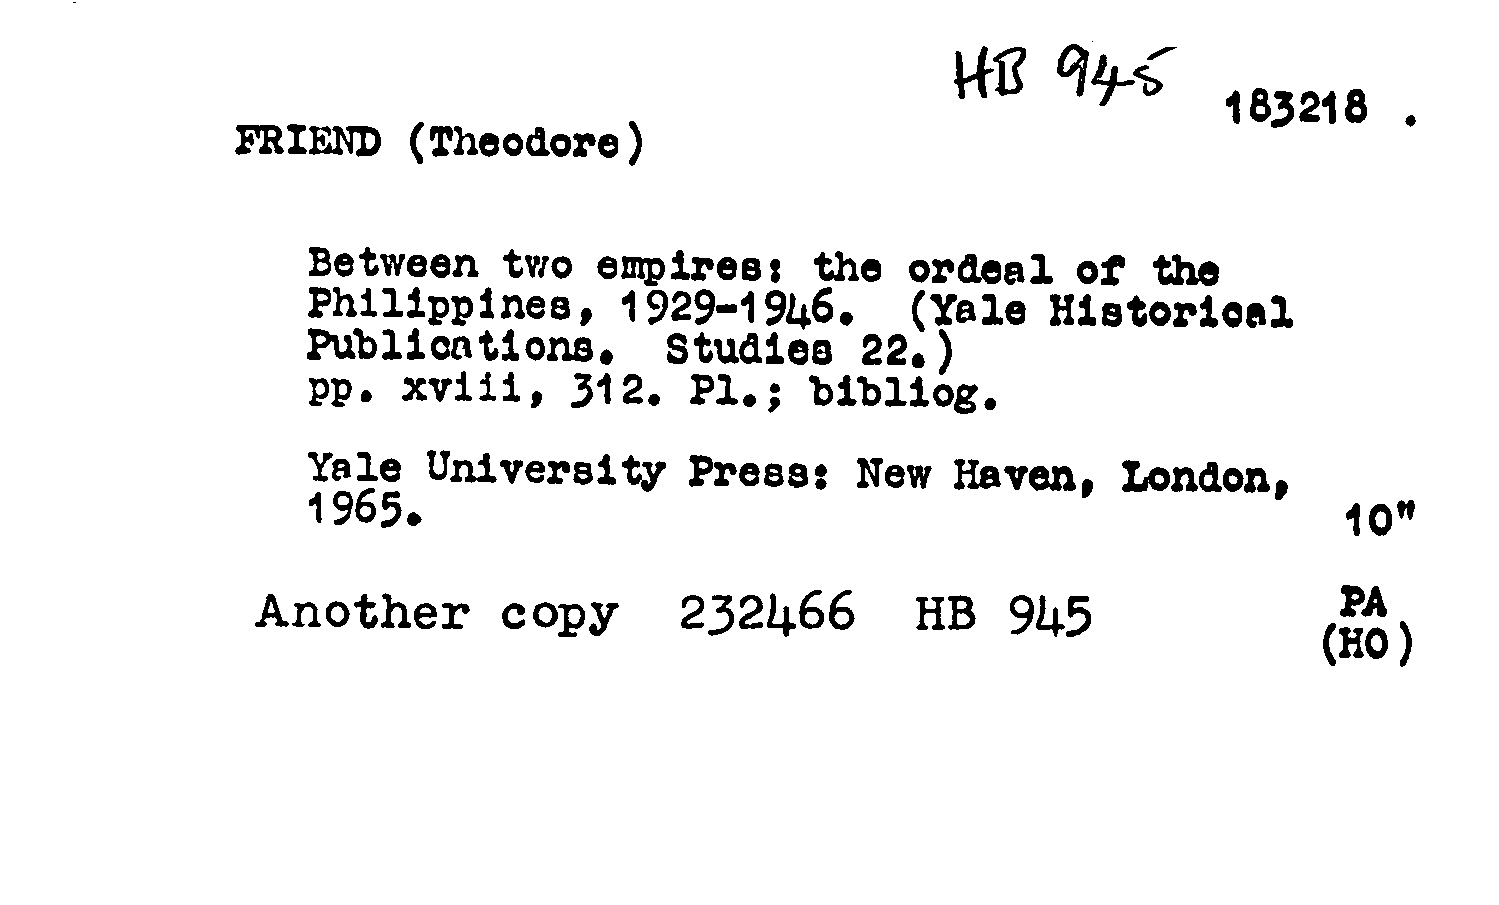 HB 945 183218 .
FRIEND (Theodore)
Between two empires: the ordeal of the
Philippines, 1929-1946. (Yale Historical
Publications. Studies 22.)
pp. xviii, 312. Pl.; bibliog.
Yale University Press: New Haven, London,
1965.
10"
Another copy 232466 HB 945 PA
(HO)